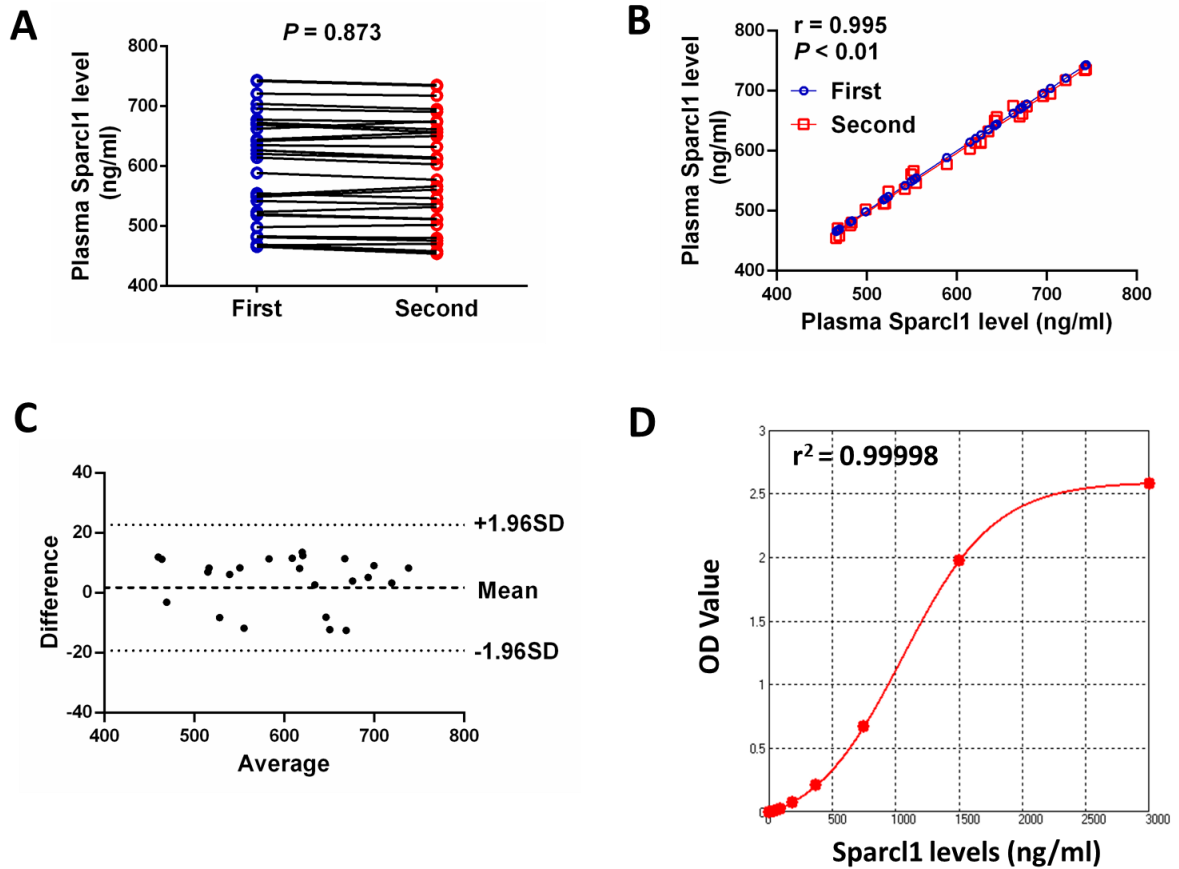 A
P = 0.873
Plasma Sparcl1 level
(ng/ml)
800
700
600
500
400
First
Second
B
r = 0.995
P < 0.01
First
Second
Plasma Sparcl1 level
(ng/ml)
800
700
600
500
400
400
500
600
700
800
Plasma Sparcl1 level (ng/ml)
C
Difference
40
20
0
-20
-40
+1.96SD
Mean
-1.96SD
400
500
600
700
800
Average
D
r² = 0.99998
OD Value
3
2.5
2
1.5
1
0.5
0
0
500
1000
1500
2000
2500
3000
Sparcl1 levels (ng/ml)